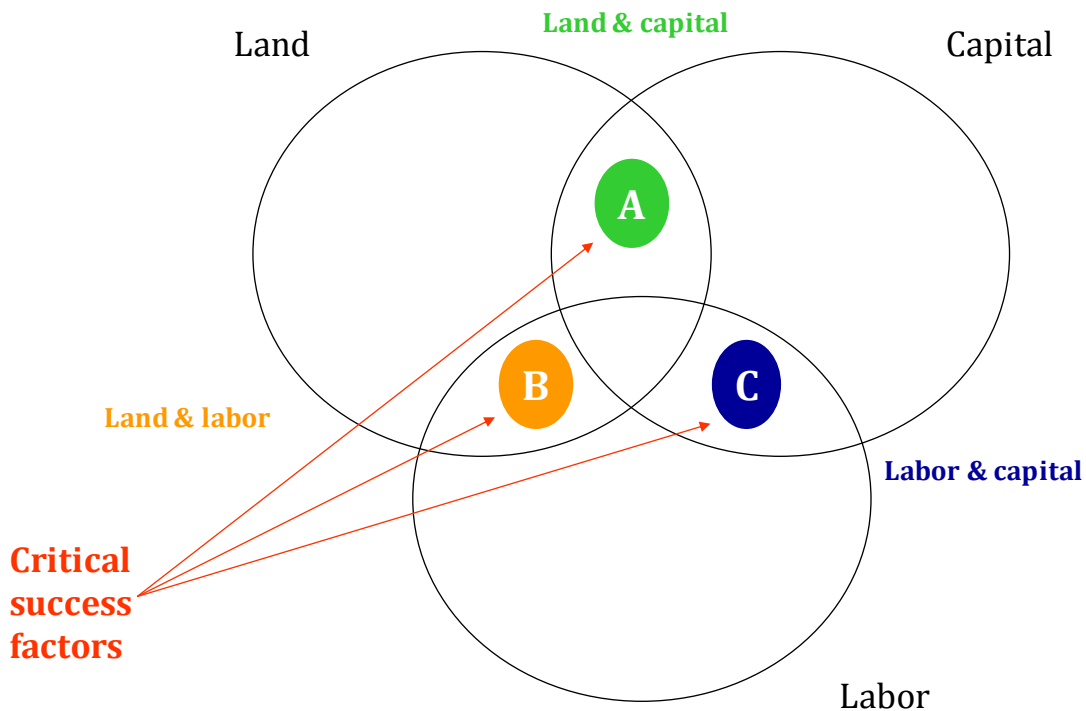 Land & capital
Land
Capital
A
B
C
Land & labor
Labor & capital
Critical
success
factors
Labor